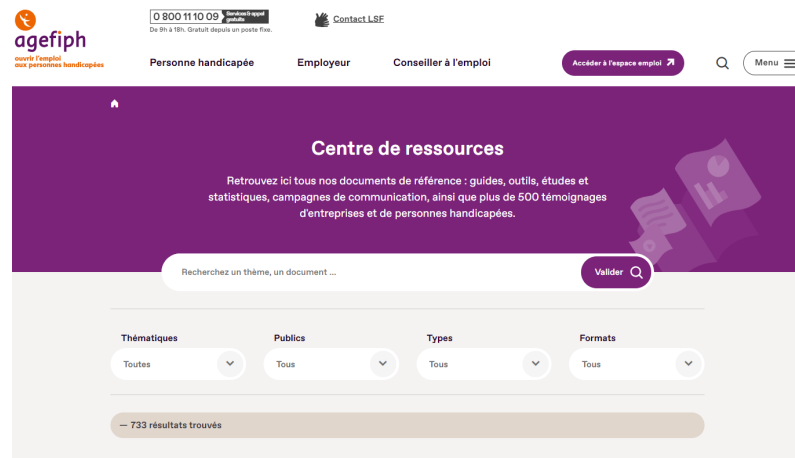 agefiph
ouvrir l'emploi
aux personnes handicapées
0 800 11 10 09 Services & appel gratuits
De 9h à 18h. Gratuit depuis un poste fixe.
Contact LSF
Personne handicapée
Employeur
Conseiller à l'emploi
Accéder à l'espace emploi
Menu
Centre de ressources
Retrouvez ici tous nos documents de référence : guides, outils, études et
statistiques, campagnes de communication, ainsi que plus de 500 témoignages
d'entreprises et de personnes handicapées.
Recherchez un thème, un document ...
Valider
Thématiques
Publics
Types
Formats
Toutes
Tous
Tous
Tous
— 733 résultats trouvés